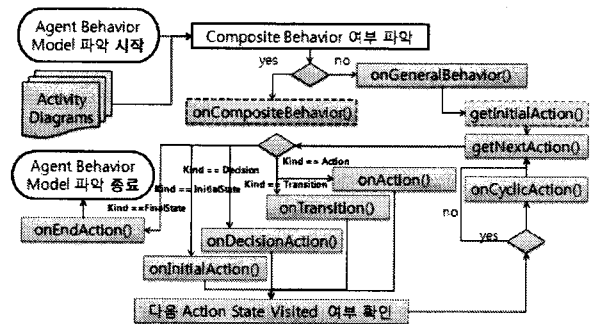 Agent Behavior
Model 파악 시작
Composite Behavior 여부 파악
yes
no
onGeneralBehavior()
Activity
Diagrams
onCompositeBehavior()
getInitialAction()
getNextAction()
Kind == Action
Agent Behavior
Model 파악 종료
Kind == Decision
Kind == InitialState
Kind == Transition
onAction()
onCyclicAction()
Kind ==FinalState
onTransition()
no
yes
onEndAction()
onDecisionAction()
onInitialAction()
다음 Action State Visited 여부 확인